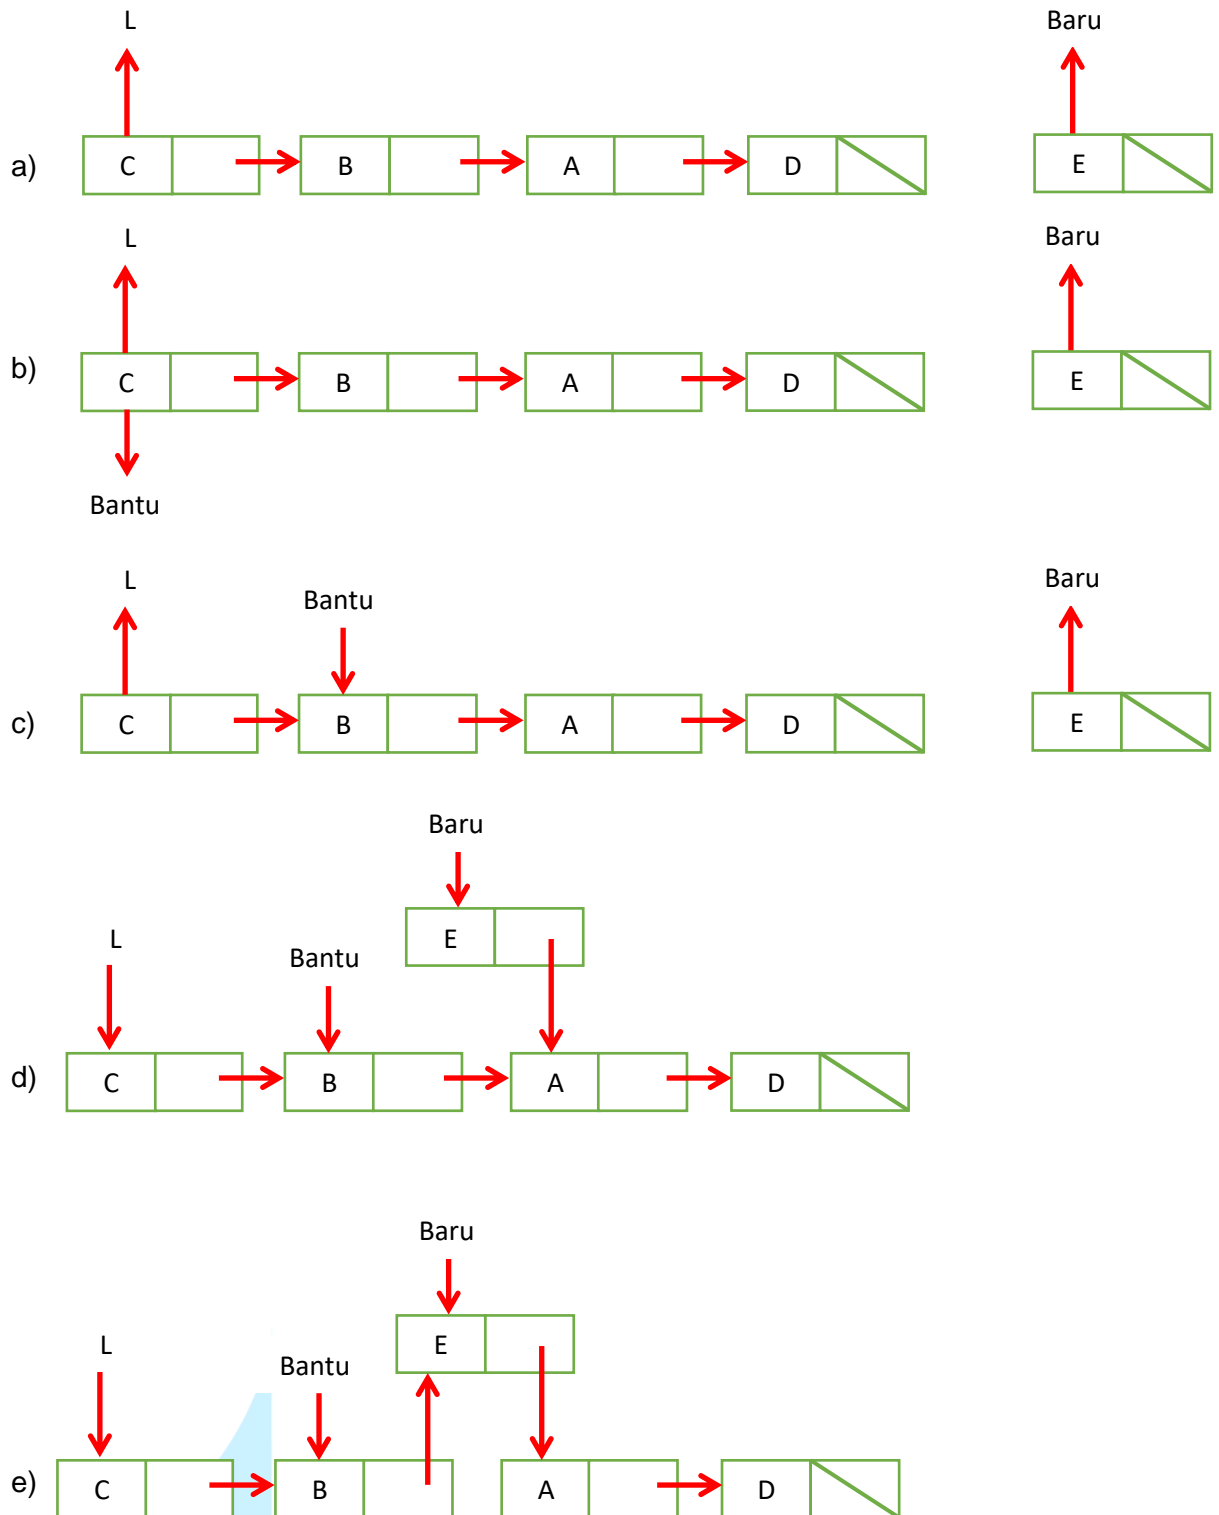 L Baru
a) C B A D E
L Baru
b) C B A D E
Bantu
L Bantu Baru
c) C B A D E
Baru
E
L Bantu
d) C B A D
Baru
E
L Bantu
e) C B A D